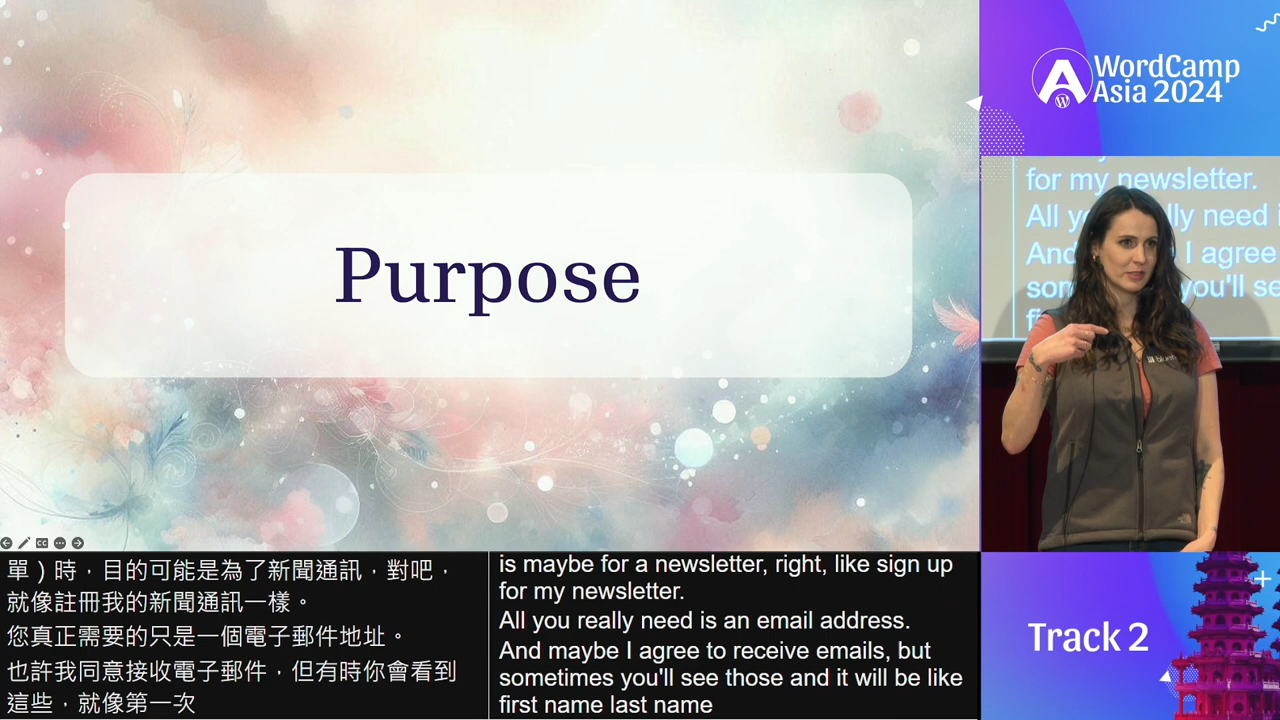 Purpose
WordCamp
Asia 2024
for my newsletter.
need
And
I agree
you'll
單）時，目的可能是為了新聞通訊，對吧，
就像註冊我的新聞通訊一樣。
您真正需要的只是一個電子郵件地址。
也許我同意接收電子郵件，但有時你會看到
這些，就像第一次
is maybe for a newsletter, right, like sign up
for my newsletter.
All you really need is an email address.
And maybe I agree to receive emails, but
sometimes you'll see those and it will be like
first name last name
Track 2